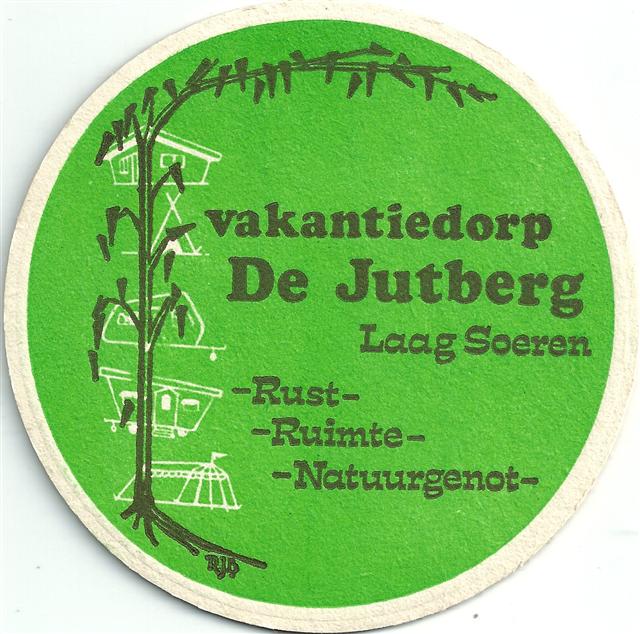 vakantiedorp
De Jutberg
Laag Soeren
-Rust-
-Ruimte-
-Natuurgenot-